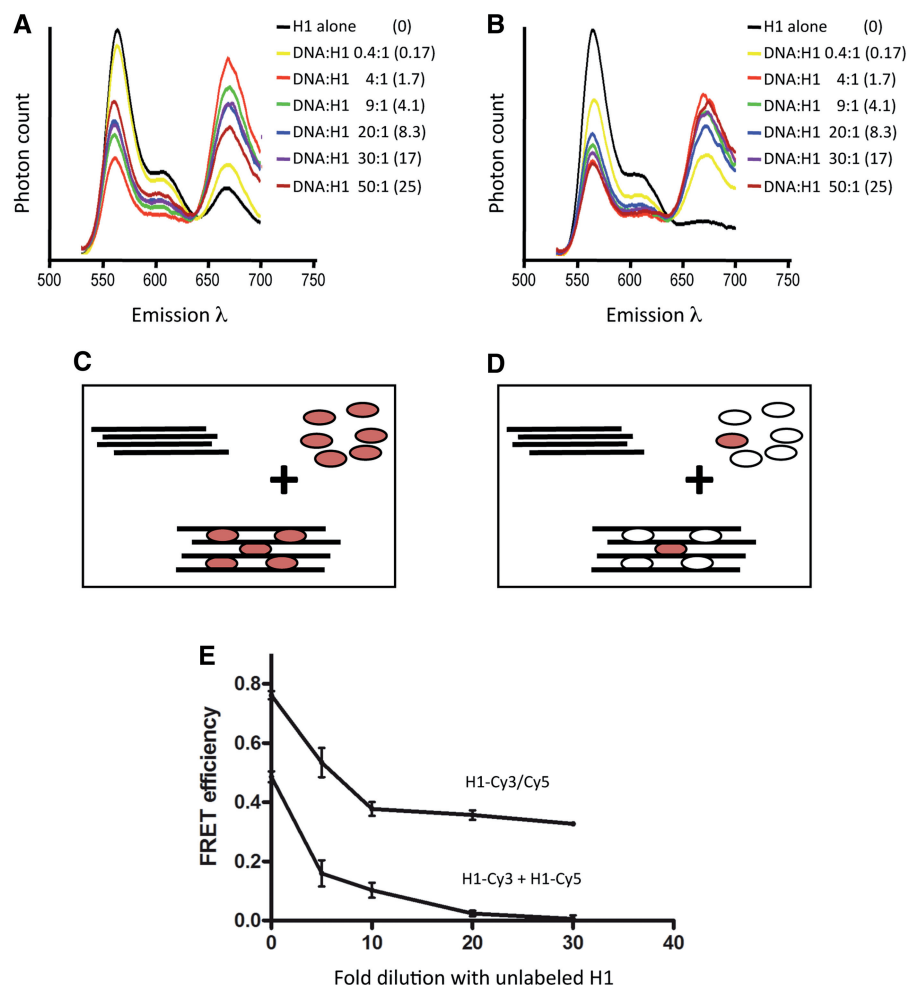 A
Photon count
500 550 600 650 700 750
Emission λ
H1 alone (0)
DNA:H1 0.4:1 (0.17)
DNA:H1 4:1 (1.7)
DNA:H1 9:1 (4.1)
DNA:H1 20:1 (8.3)
DNA:H1 30:1 (17)
DNA:H1 50:1 (25)
B
Photon count
500 550 600 650 700 750
Emission λ
H1 alone (0)
DNA:H1 0.4:1 (0.17)
DNA:H1 4:1 (1.7)
DNA:H1 9:1 (4.1)
DNA:H1 20:1 (8.3)
DNA:H1 30:1 (17)
DNA:H1 50:1 (25)
C
+
D
+
E
FRET efficiency
0.8
0.6
0.4
0.2
0.0
H1-Cy3/Cy5
H1-Cy3 + H1-Cy5
0 10 20 30 40
Fold dilution with unlabeled H1